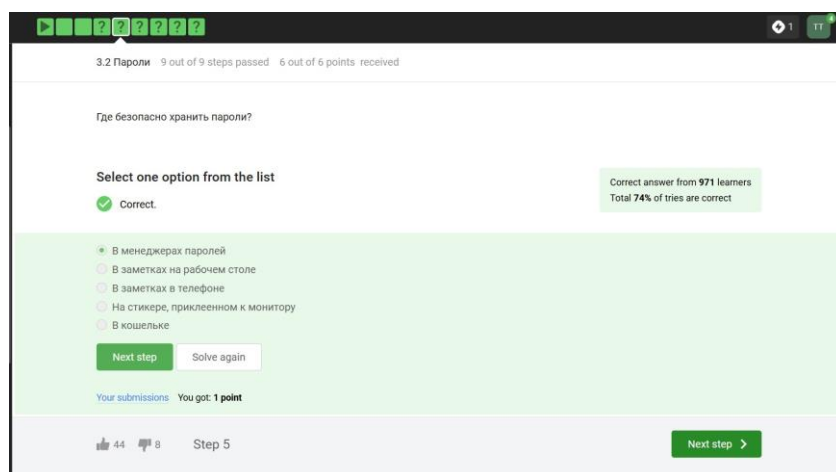 ? ? ? ? ? ?
1 TT 4
3.2 Пароли 9 out of 9 steps passed 6 out of 6 points received
Где безопасно хранить пароли?
Select one option from the list
Correct.
Correct answer from 971 learners
Total 74% of tries are correct
В менеджерах паролей
В заметках на рабочем столе
В заметках в телефоне
На стикере, приклеенном к монитору
В кошельке
Next step Solve again
Your submissions You got: 1 point
44 8 Step 5 Next step